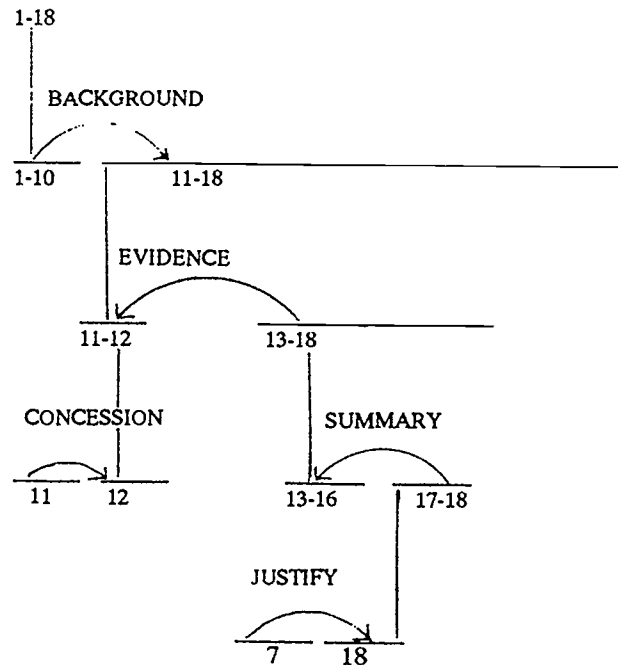 1-18
BACKGROUND
1-10 11-18
EVIDENCE
11-12 13-18
CONCESSION SUMMARY
11 12 13-16 17-18
JUSTIFY
7 18